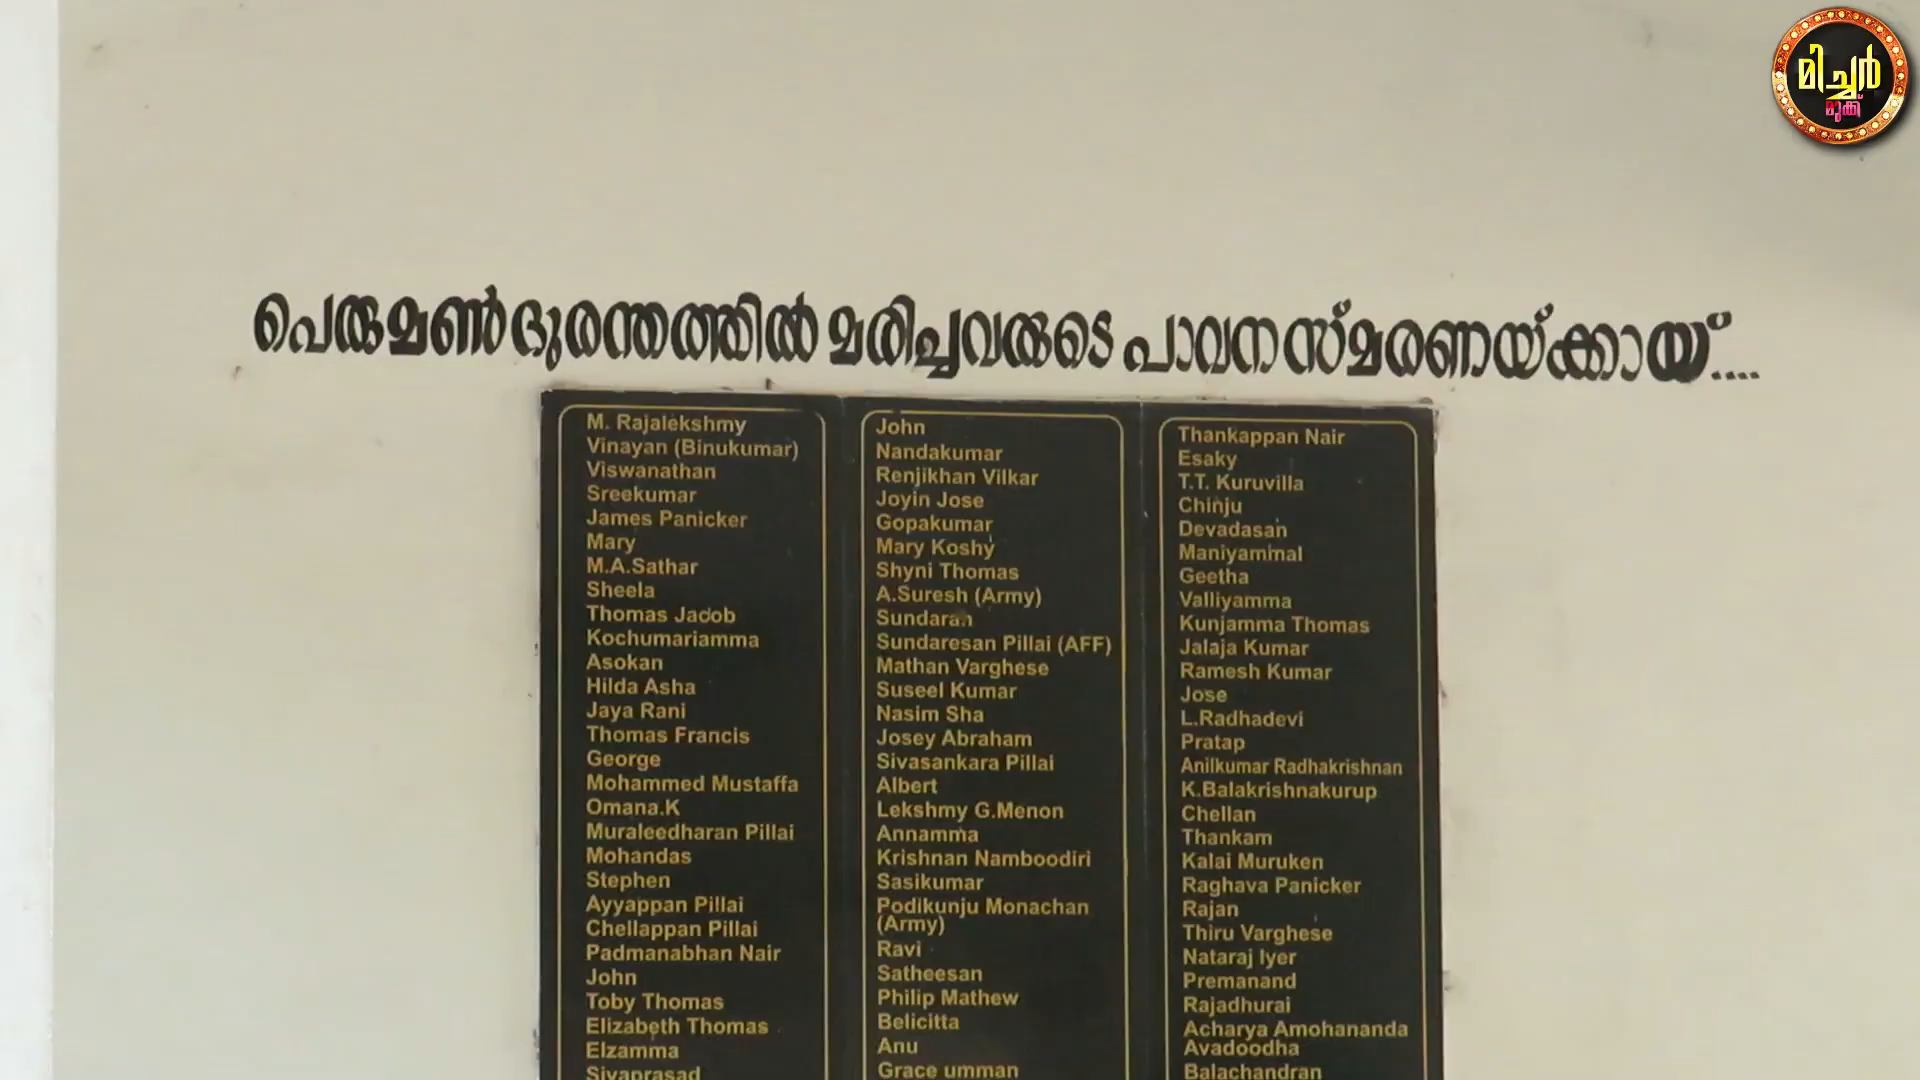 മിച്ചർ
മുക്ക്
പെരുമൺ ദുരന്തത്തിൽ മരിച്ചവരുടെ പാവന സ്മരണയ്ക്കായ്....
M. Rajalekshmy
Vinayan (Binukumar)
Viswanathan
Sreekumar
James Panicker
Mary
M.A.Sathar
Sheela
Thomas Jacob
Kochumariamma
Asokan
Hilda Asha
Jaya Rani
Thomas Francis
George
Mohammed Mustaffa
Omana.K
Muraleedharan Pillai
Mohandas
Stephen
Ayyappan Pillai
Chellappan Pillai
Padmanabhan Nair
John
Toby Thomas
Elizabeth Thomas
Elzamma
Sivaprasad
John
Nandakumar
Renjikhan Vilkar
Joyin Jose
Gopakumar
Mary Koshy
Shyni Thomas
A.Suresh (Army)
Sundaran
Sundaresan Pillai (AFF)
Mathan Varghese
Suseel Kumar
Nasim Sha
Josey Abraham
Sivasankara Pillai
Albert
Lekshmy G.Menon
Annamma
Krishnan Namboodiri
Sasikumar
Podikunju Monachan
(Army)
Ravi
Satheesan
Philip Mathew
Belicitta
Anu
Grace umman
Thankappan Nair
Esaky
T.T. Kuruvilla
Chinju
Devadasan
Maniyammal
Geetha
Valliyamma
Kunjamma Thomas
Jalaja Kumar
Ramesh Kumar
Jose
L.Radhadevi
Pratap
Anilkumar Radhakrishnan
K.Balakrishnakurup
Chellan
Thankam
Kalai Muruken
Raghava Panicker
Rajan
Thiru Varghese
Nataraj Iyer
Premanand
Rajadhurai
Acharya Amohananda
Avadoodha
Balachandran